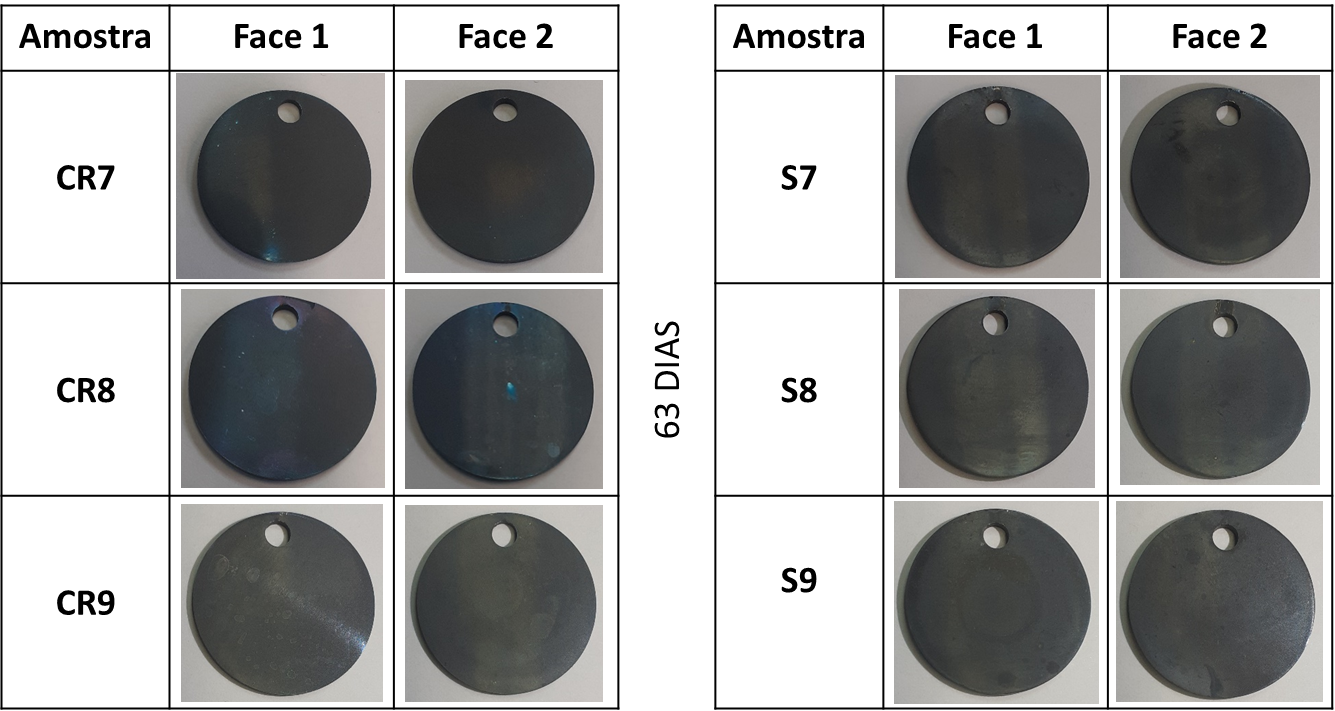 Amostra Face 1 Face 2
CR7
CR8
CR9
63 DIAS
Amostra Face 1 Face 2
S7
S8
S9